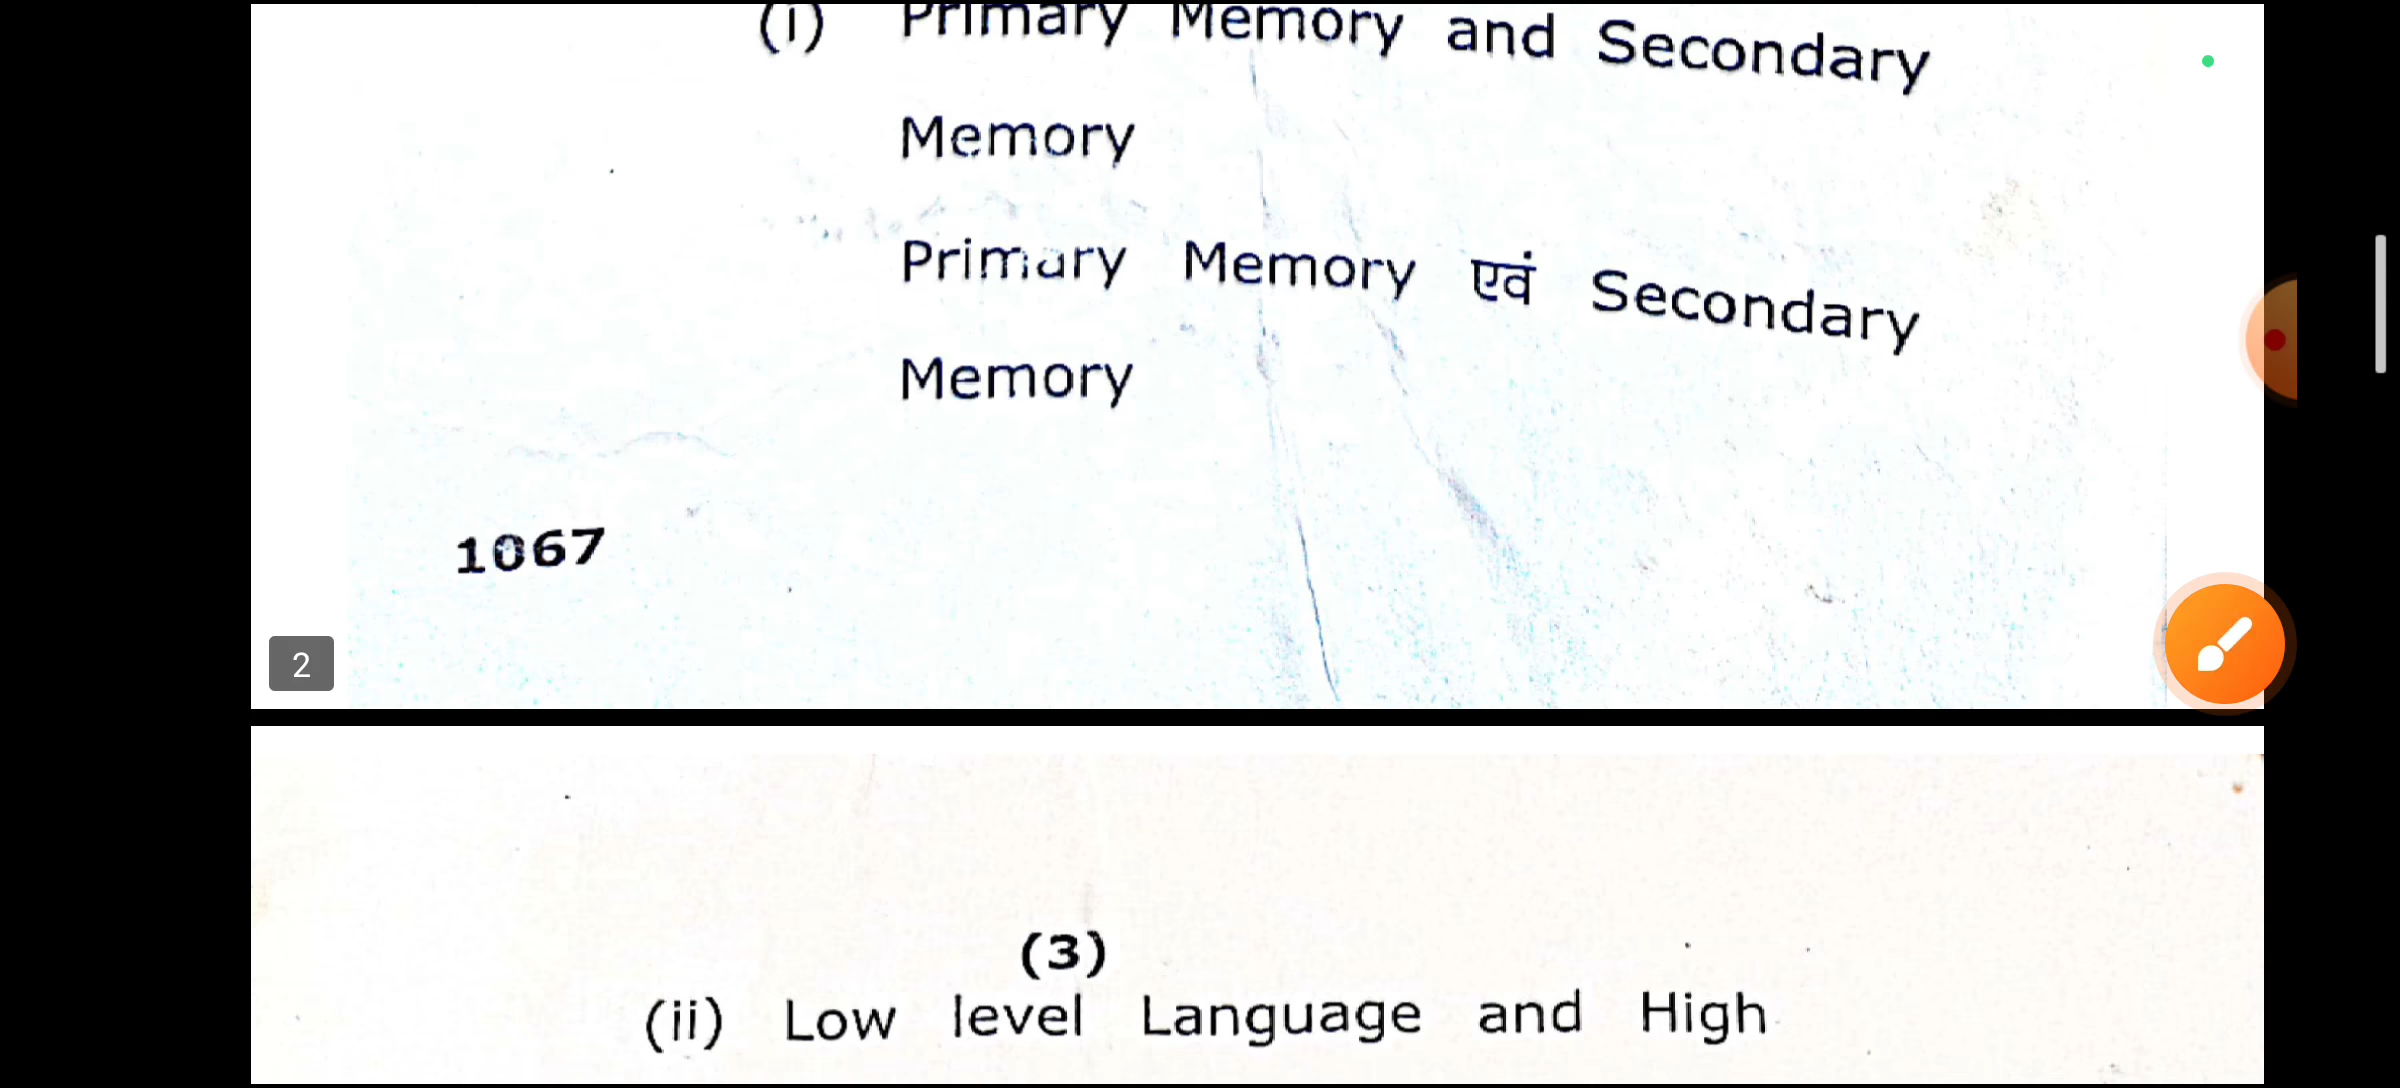 (i) Primary Memory and Secondary
Memory
Primary Memory एवं Secondary
Memory
1067
2
(3)
(ii) Low level Language and High